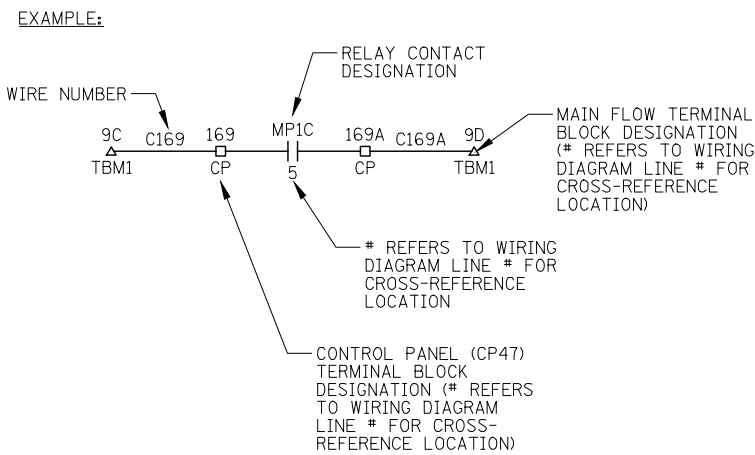 EXAMPLE:
RELAY CONTACT
DESIGNATION
WIRE NUMBER
9C C169 169 MP1C 169A C169A 9D
TBM1 CP 5 CP TBM1
MAIN FLOW TERMINAL
BLOCK DESIGNATION
(# REFERS TO WIRING
DIAGRAM LINE # FOR
CROSS-REFERENCE
LOCATION)
# REFERS TO WIRING
DIAGRAM LINE # FOR
CROSS-REFERENCE
LOCATION
CONTROL PANEL (CP47)
TERMINAL BLOCK
DESIGNATION (# REFERS
TO WIRING DIAGRAM
LINE # FOR CROSS-
REFERENCE LOCATION)